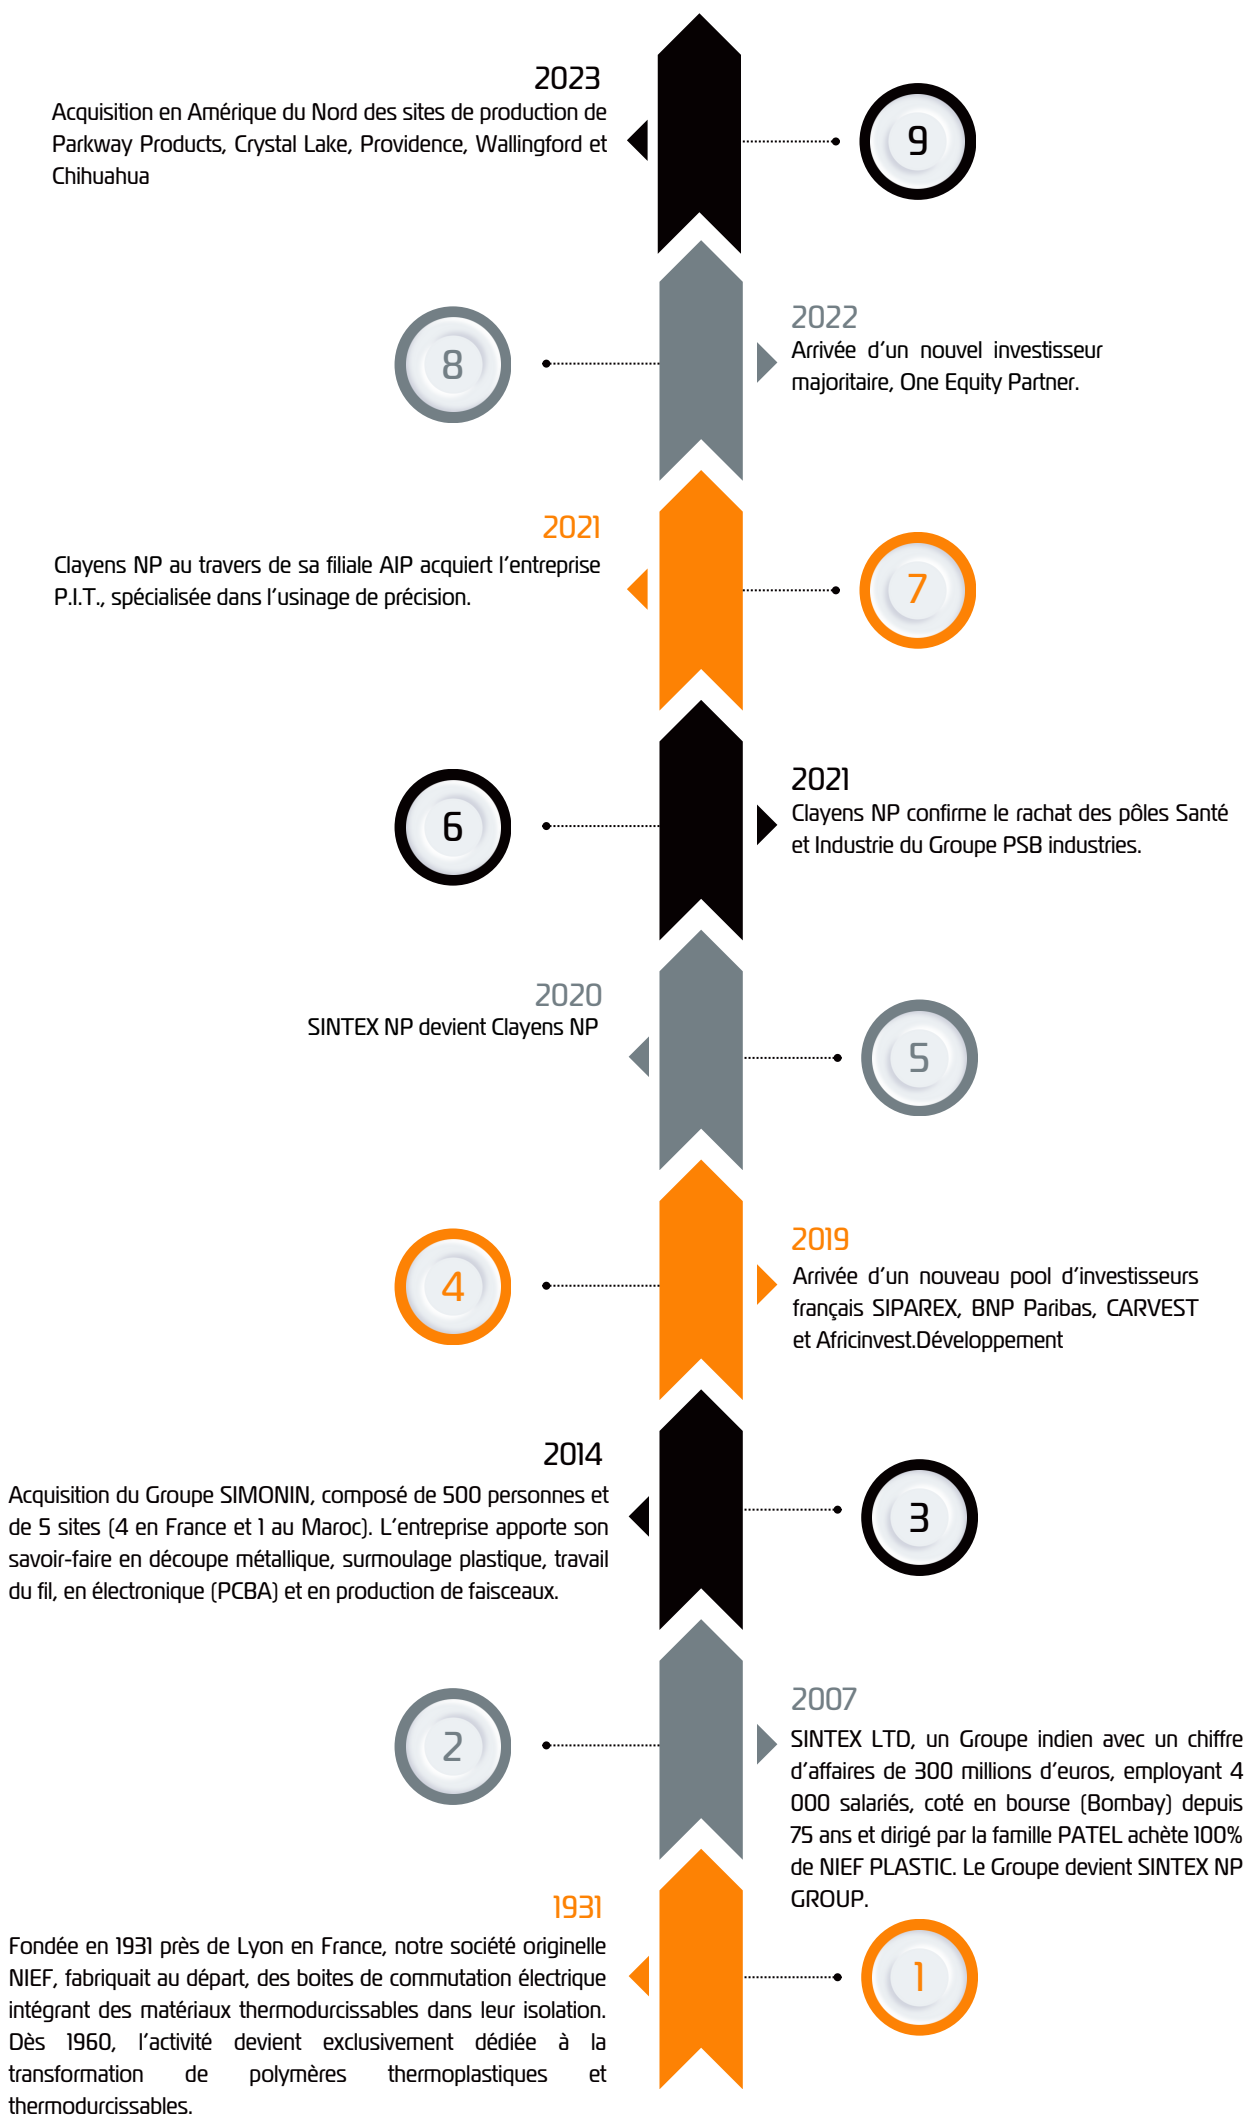 2023
Acquisition en Amérique du Nord des sites de production de
Parkway Products, Crystal Lake, Providence, Wallingford et
Chihuahua
9
8
2022
Arrivée d'un nouvel investisseur
majoritaire, One Equity Partner.
2021
Clayens NP au travers de sa filiale AIP acquiert l'entreprise
P.I.T., spécialisée dans l'usinage de précision.
7
6
2021
Clayens NP confirme le rachat des pôles Santé
et Industrie du Groupe PSB industries.
2020
SINTEX NP devient Clayens NP
5
4
2019
Arrivée d'un nouveau pool d'investisseurs
français SIPAREX, BNP Paribas, CARVEST
et Africinvest.Développement
2014
Acquisition du Groupe SIMONIN, composé de 500 personnes et
de 5 sites (4 en France et 1 au Maroc). L'entreprise apporte son
savoir-faire en découpe métallique, surmoulage plastique, travail
du fil, en électronique (PCBA) et en production de faisceaux.
3
2
2007
SINTEX LTD, un Groupe indien avec un chiffre
d'affaires de 300 millions d'euros, employant 4
000 salariés, coté en bourse (Bombay) depuis
75 ans et dirigé par la famille PATEL achète 100%
de NIEF PLASTIC. Le Groupe devient SINTEX NP
GROUP.
1931
Fondée en 1931 près de Lyon en France, notre société originelle
NIEF, fabriquait au départ, des boites de commutation électrique
intégrant des matériaux thermodurcissables dans leur isolation.
Dès 1960, l'activité devient exclusivement dédiée à la
transformation de polymères thermoplastiques et
thermodurcissables.
1